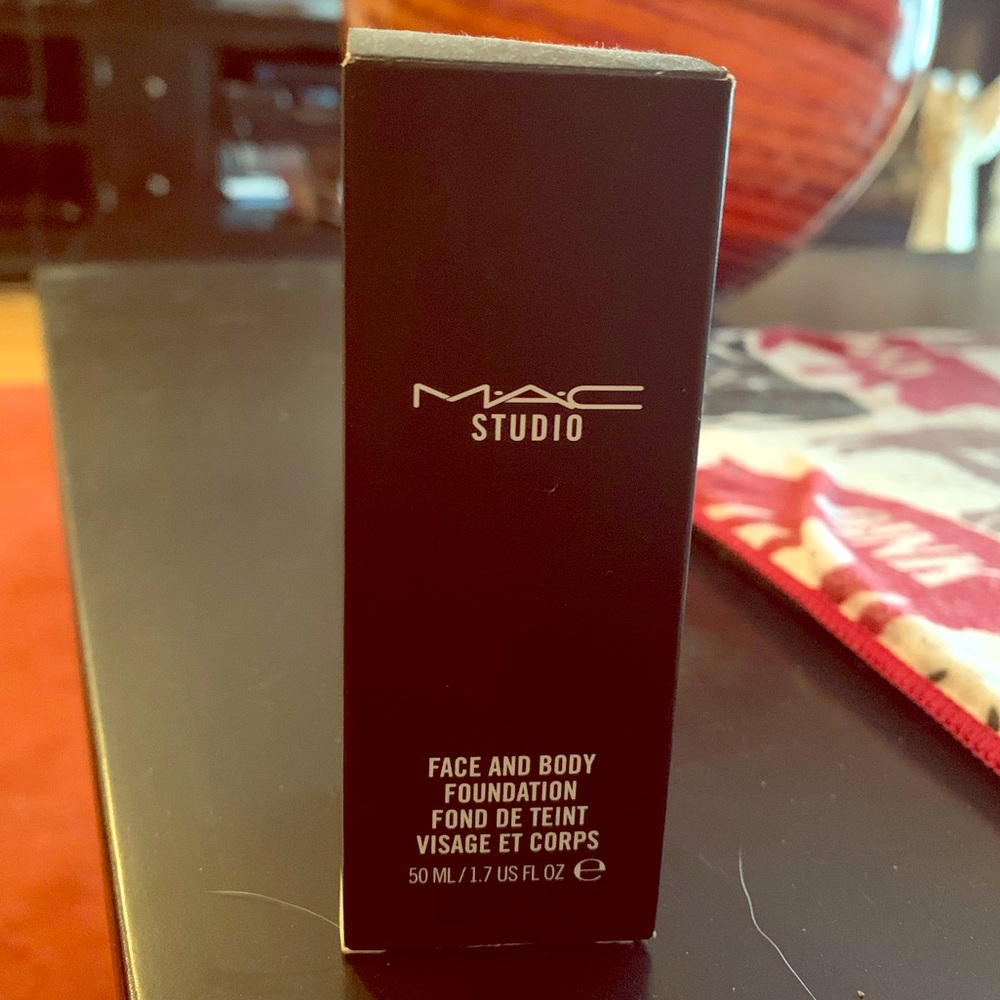 M·A·C
STUDIO
FACE AND BODY
FOUNDATION
FOND DE TEINT
VISAGE ET CORPS
50 ML / 1.7 US FL OZ ℮